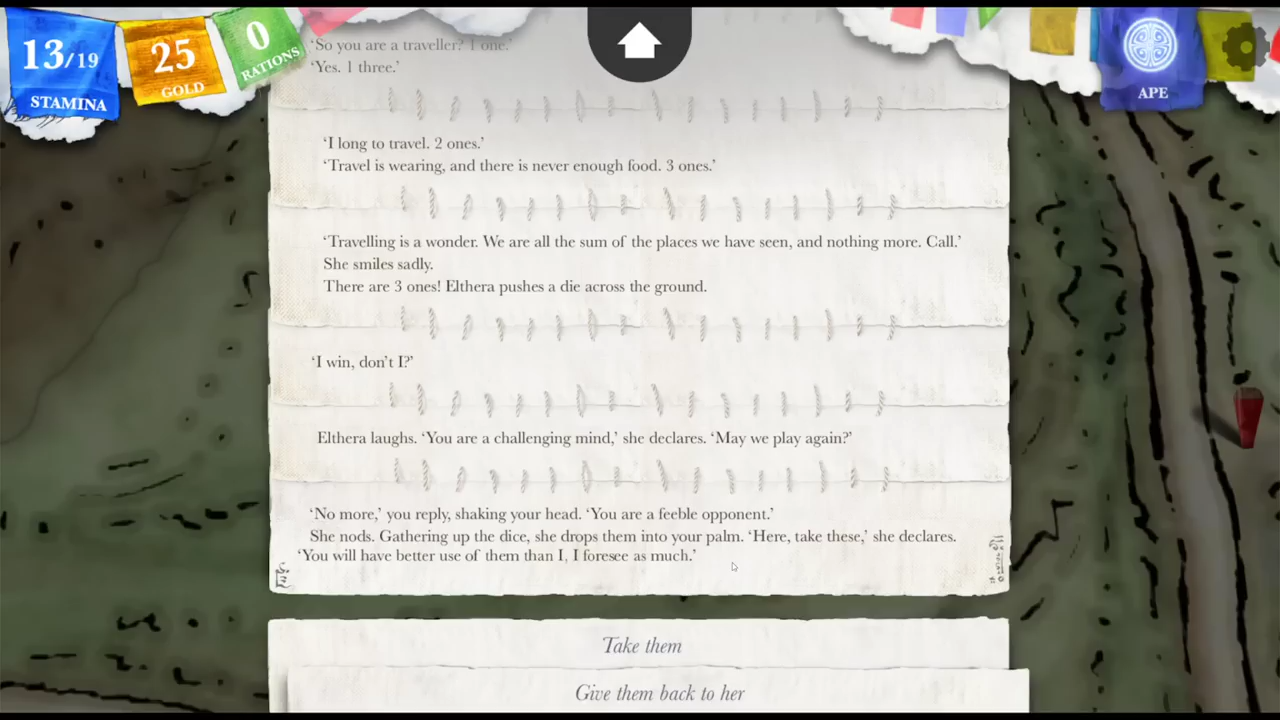 13/19
STAMINA
25
GOLD
0
RATIONS
APE
‘So you are a traveller? 1 one.’
‘Yes. 1 three.’
‘I long to travel. 2 ones.’
‘Travel is wearing, and there is never enough food. 3 ones.’
‘Travelling is a wonder. We are all the sum of the places we have seen, and nothing more. Call.’
She smiles sadly.
There are 3 ones! Elthera pushes a die across the ground.
‘I win, don’t I?’
Elthera laughs. ‘You are a challenging mind,’ she declares. ‘May we play again?’
‘No more,’ you reply, shaking your head. ‘You are a feeble opponent.’
She nods. Gathering up the dice, she drops them into your palm. ‘Here, take these,’ she declares.
‘You will have better use of them than I, I foresee as much.’
Take them
Give them back to her